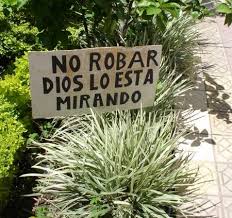 NO ROBAR
DIOS LO ESTA
MIRANDO